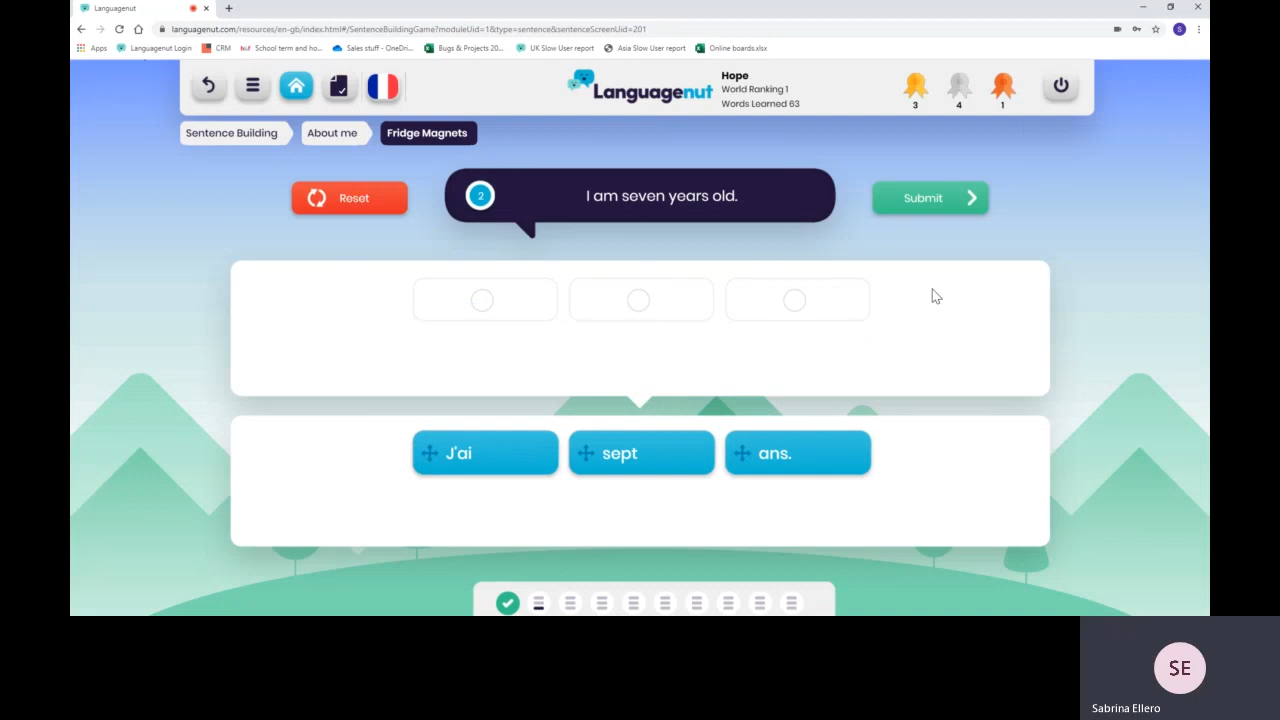 Languagenut
languagenut.com/resources/en-gb/index.html#/SentenceBuildingGame?moduleUid=1&type=sentence&sentenceScreenUid=201
S
Apps Languagenut Login CRM School term and ho... Sales stuff - OneDri... Bugs & Projects 20... UK Slow User report Asia Slow User report Online boards.xlsx
Languagenut
Hope
World Ranking 1
Words Learned 63
3 4 1
Sentence Building About me Fridge Magnets
Reset
2 I am seven years old.
Submit
J'ai sept ans.
SE
Sabrina Ellero